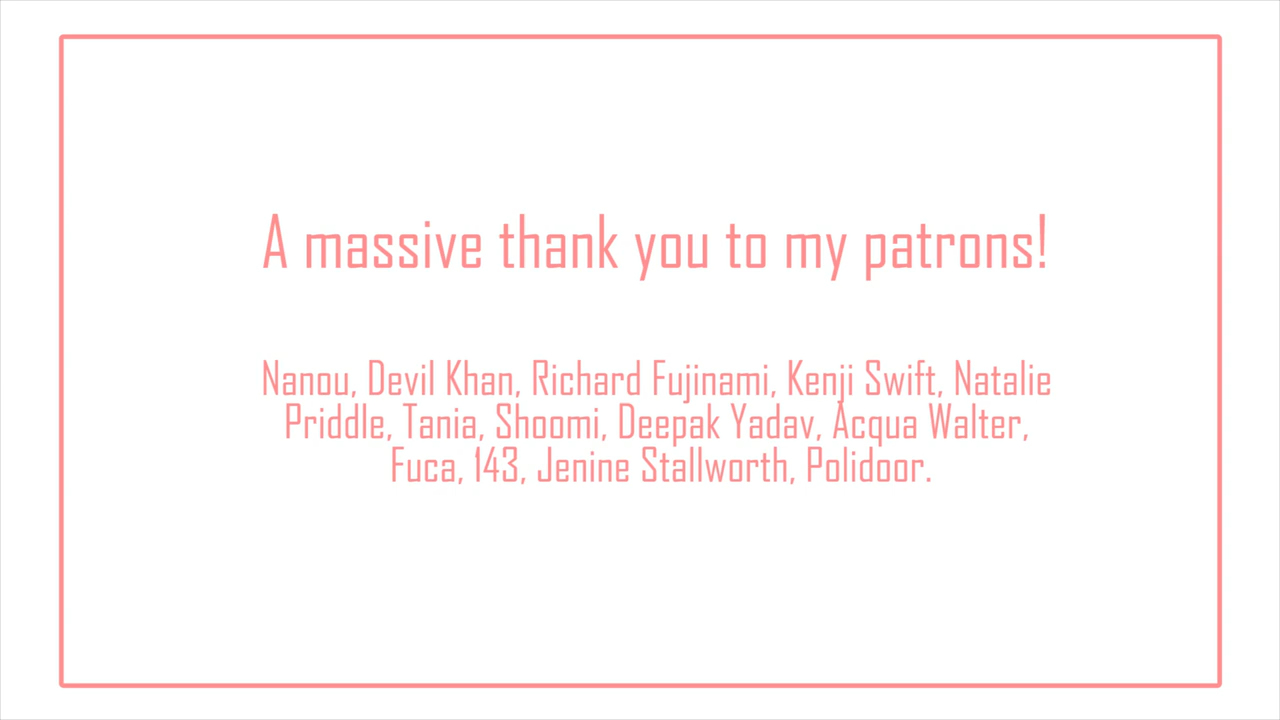 A massive thank you to my patrons!
Nanou, Devil Khan, Richard Fujinami, Kenji Swift, Natalie
Priddle, Tania, Shoomi, Deepak Yadav, Acqua Walter,
Fuca, 143, Jenine Stallworth, Polidoor.